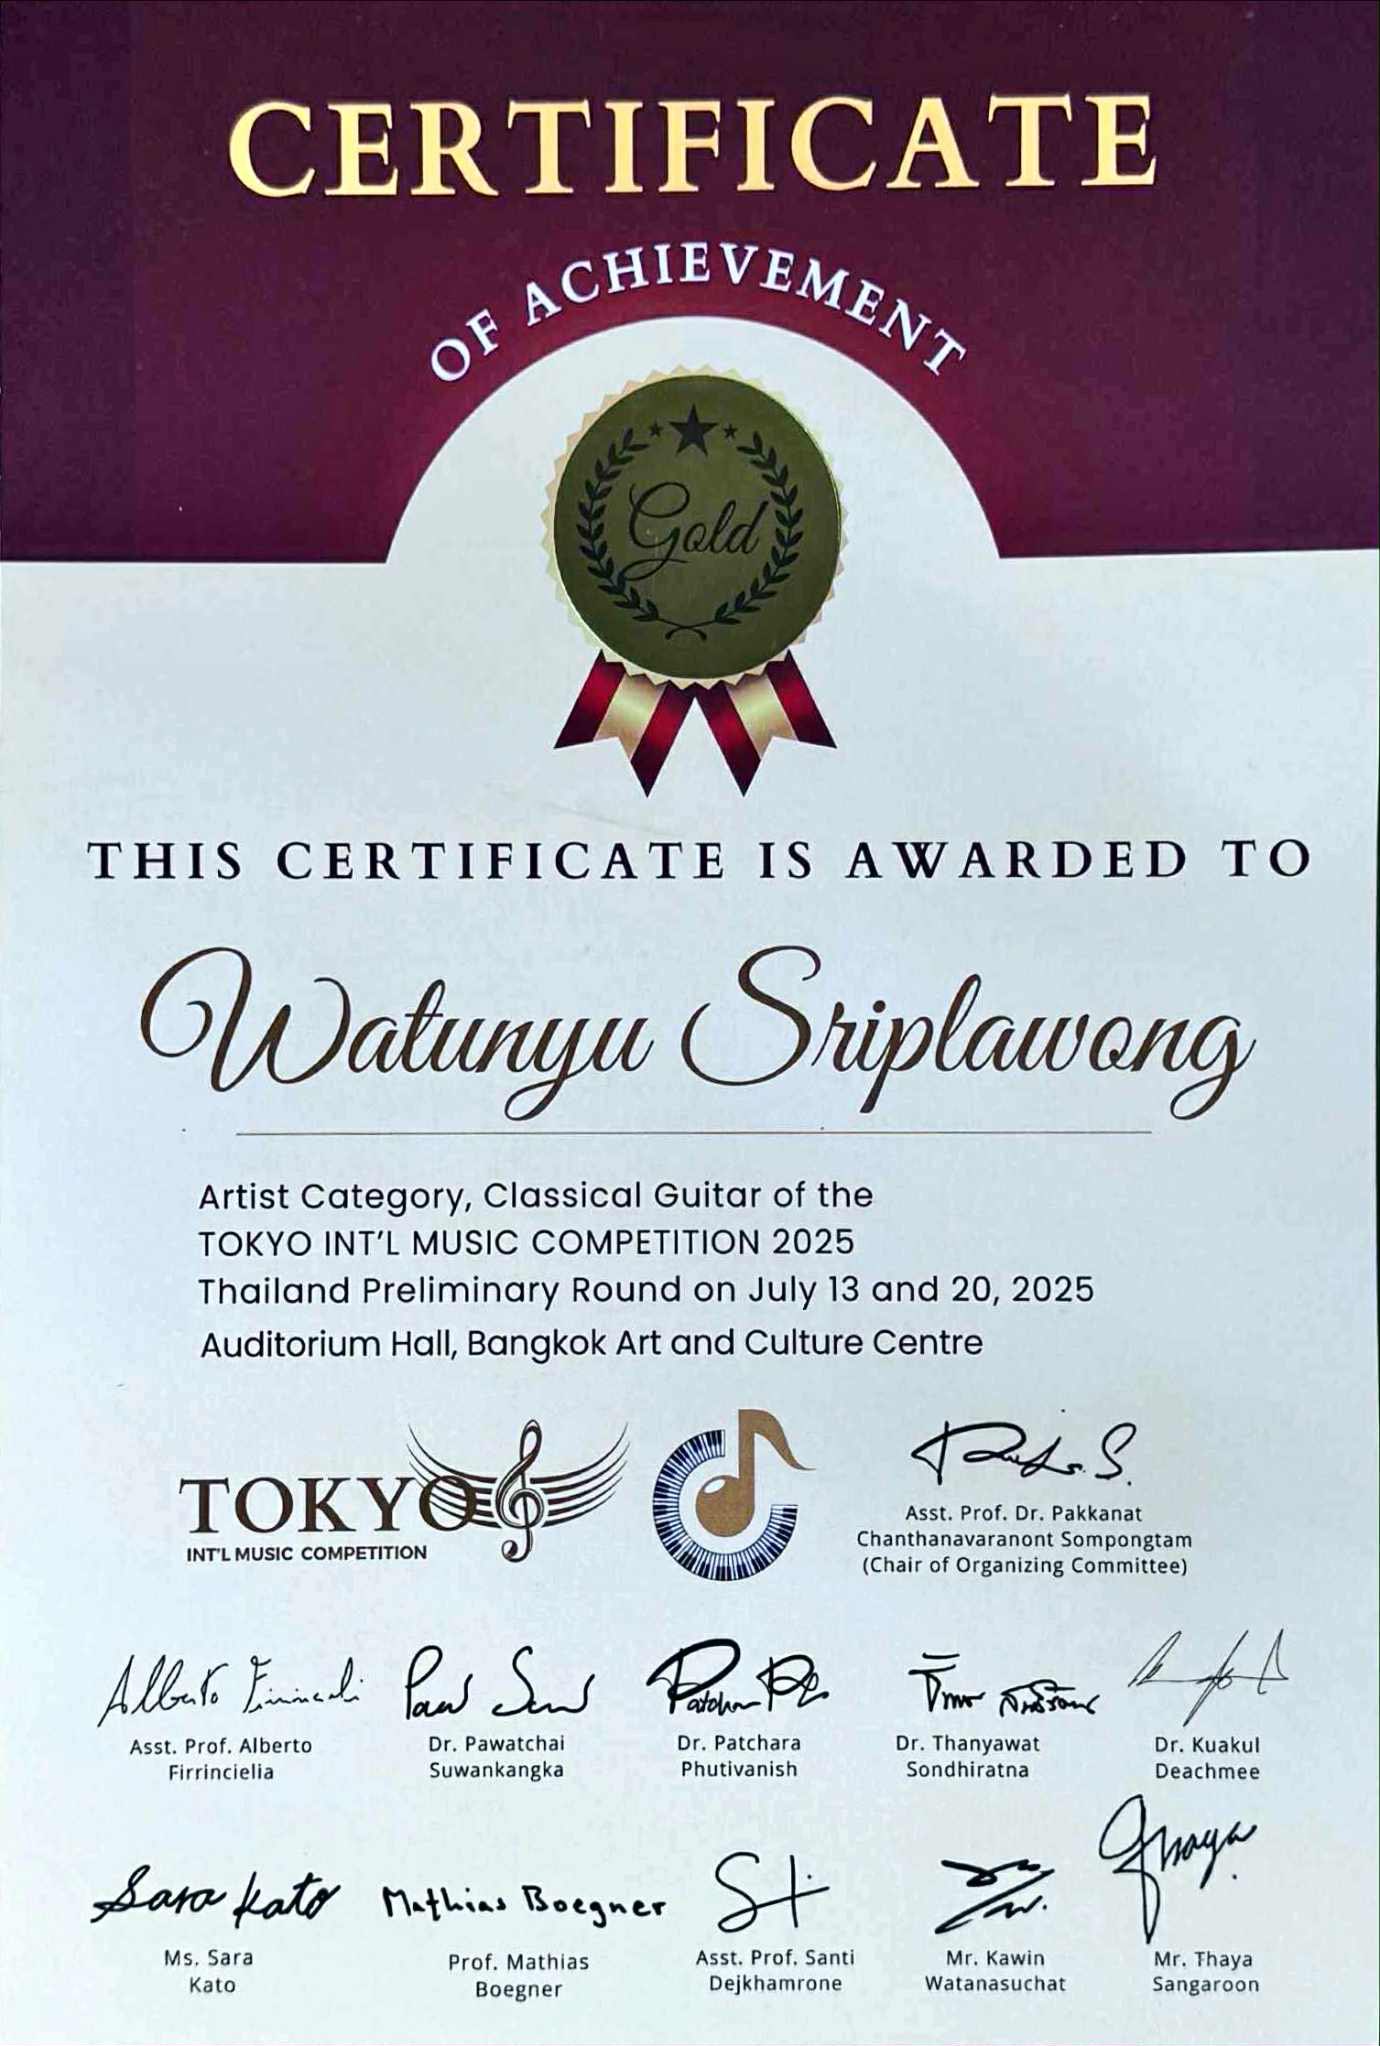 CERTIFICATE
OF ACHIEVEMENT
Gold
THIS CERTIFICATE IS AWARDED TO
Watunyu Sriplawong
Artist Category, Classical Guitar of the
TOKYO INT'L MUSIC COMPETITION 2025
Thailand Preliminary Round on July 13 and 20, 2025
Auditorium Hall, Bangkok Art and Culture Centre
TOKYO
INT'L MUSIC COMPETITION
Asst. Prof. Dr. Pakkanat
Chanthanavaranont Sompongtam
(Chair of Organizing Committee)
Asst. Prof. Alberto
Firrincielia
Dr. Pawatchai
Suwankangka
Dr. Patchara
Phutivanish
Dr. Thanyawat
Sondhiratna
Dr. Kuakul
Deachmee
Sara Kato
Mathias Boegner
Thaya
Ms. Sara
Kato
Prof. Mathias
Boegner
Asst. Prof. Santi
Dejkhamrone
Mr. Kawin
Watanasuchat
Mr. Thaya
Sangaroon